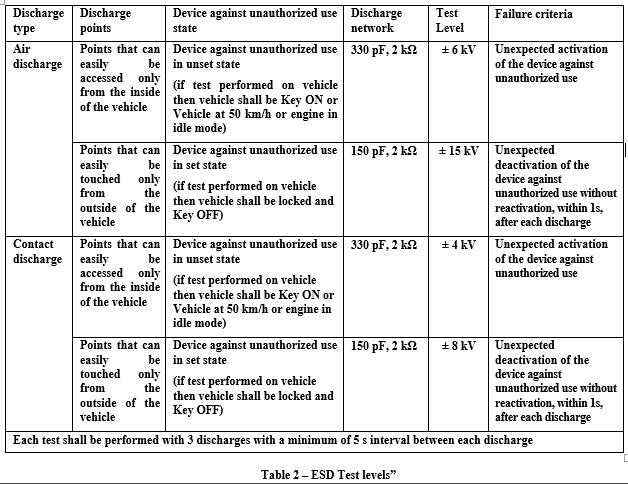 Discharge type
Discharge points
Device against unauthorized use state
Discharge network
Test Level
Failure criteria
Air discharge
Points that can easily be accessed only from the inside of the vehicle
Device against unauthorized use in unset state
(if test performed on vehicle then vehicle shall be Key ON or Vehicle at 50 km/h or engine in idle mode)
330 pF, 2 kΩ
± 6 kV
Unexpected activation of the device against unauthorized use
Points that can easily be touched only from the outside of the vehicle
Device against unauthorized use in set state
(if test performed on vehicle then vehicle shall be locked and Key OFF)
150 pF, 2 kΩ
± 15 kV
Unexpected deactivation of the device against unauthorized use without reactivation, within 1s, after each discharge
Contact discharge
Points that can easily be accessed only from the inside of the vehicle
Device against unauthorized use in unset state
(if test performed on vehicle then vehicle shall be Key ON or Vehicle at 50 km/h or engine in idle mode)
330 pF, 2 kΩ
± 4 kV
Unexpected activation of the device against unauthorized use
Points that can easily be touched only from the outside of the vehicle
Device against unauthorized use in set state
(if test performed on vehicle then vehicle shall be locked and Key OFF)
150 pF, 2 kΩ
± 8 kV
Unexpected deactivation of the device against unauthorized use without reactivation, within 1s, after each discharge
Each test shall be performed with 3 discharges with a minimum of 5 s interval between each discharge
Table 2 – ESD Test levels”